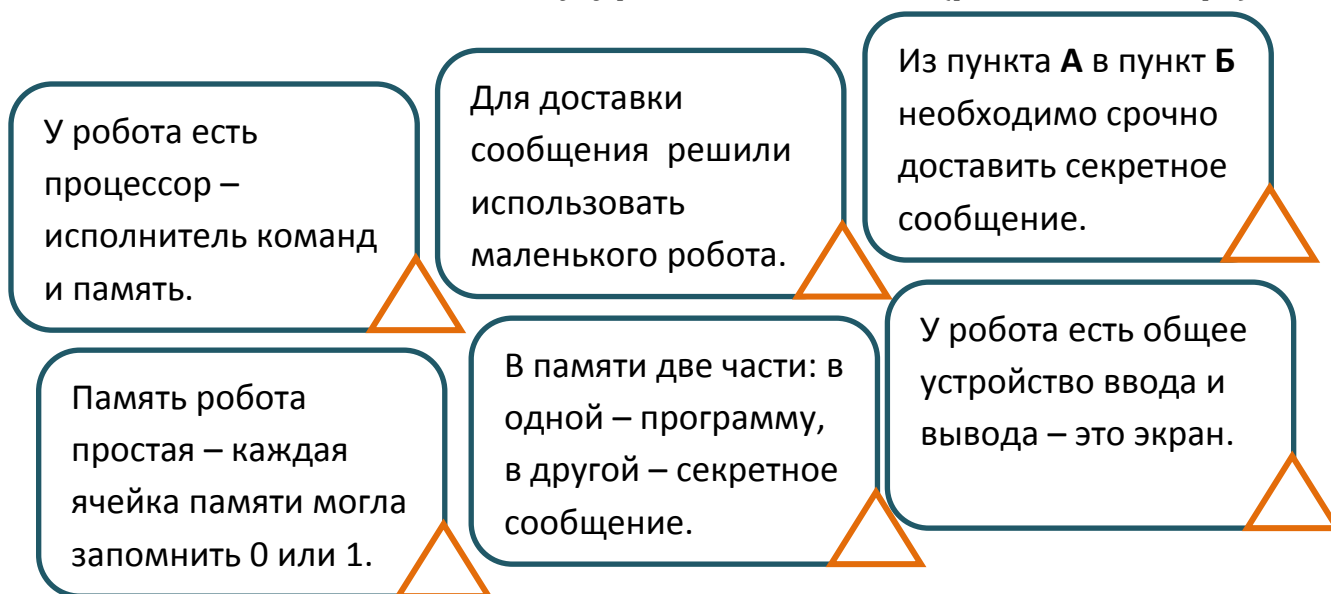 У робота есть
процессор –
исполнитель команд
и память.
Для доставки
сообщения решили
использовать
маленького робота.
Из пункта А в пункт Б
необходимо срочно
доставить секретное
сообщение.
Память робота
простая – каждая
ячейка памяти могла
запомнить 0 или 1.
В памяти две части: в
одной – программу,
в другой – секретное
сообщение.
У робота есть общее
устройство ввода и
вывода – это экран.